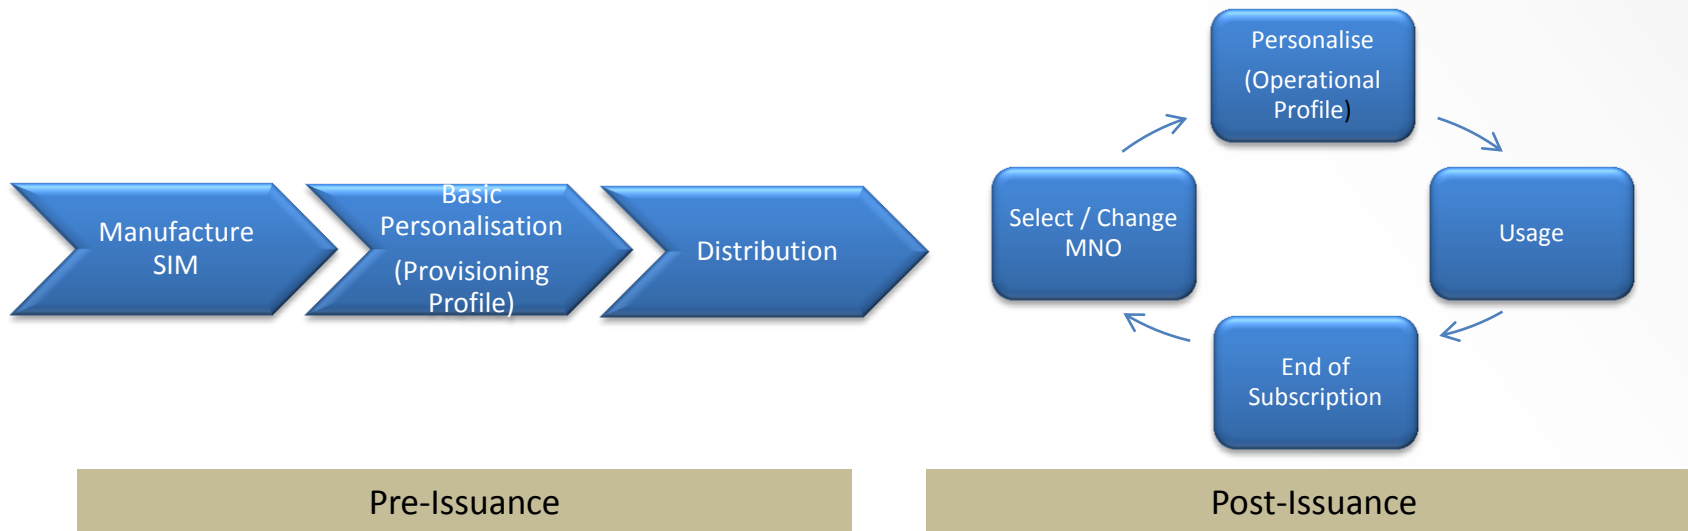 Manufacture
SIM
Basic
Personalisation
(Provisioning
Profile)
Distribution
Personalise
(Operational
Profile)
Select / Change
MNO
Usage
End of
Subscription
Pre-Issuance
Post-Issuance